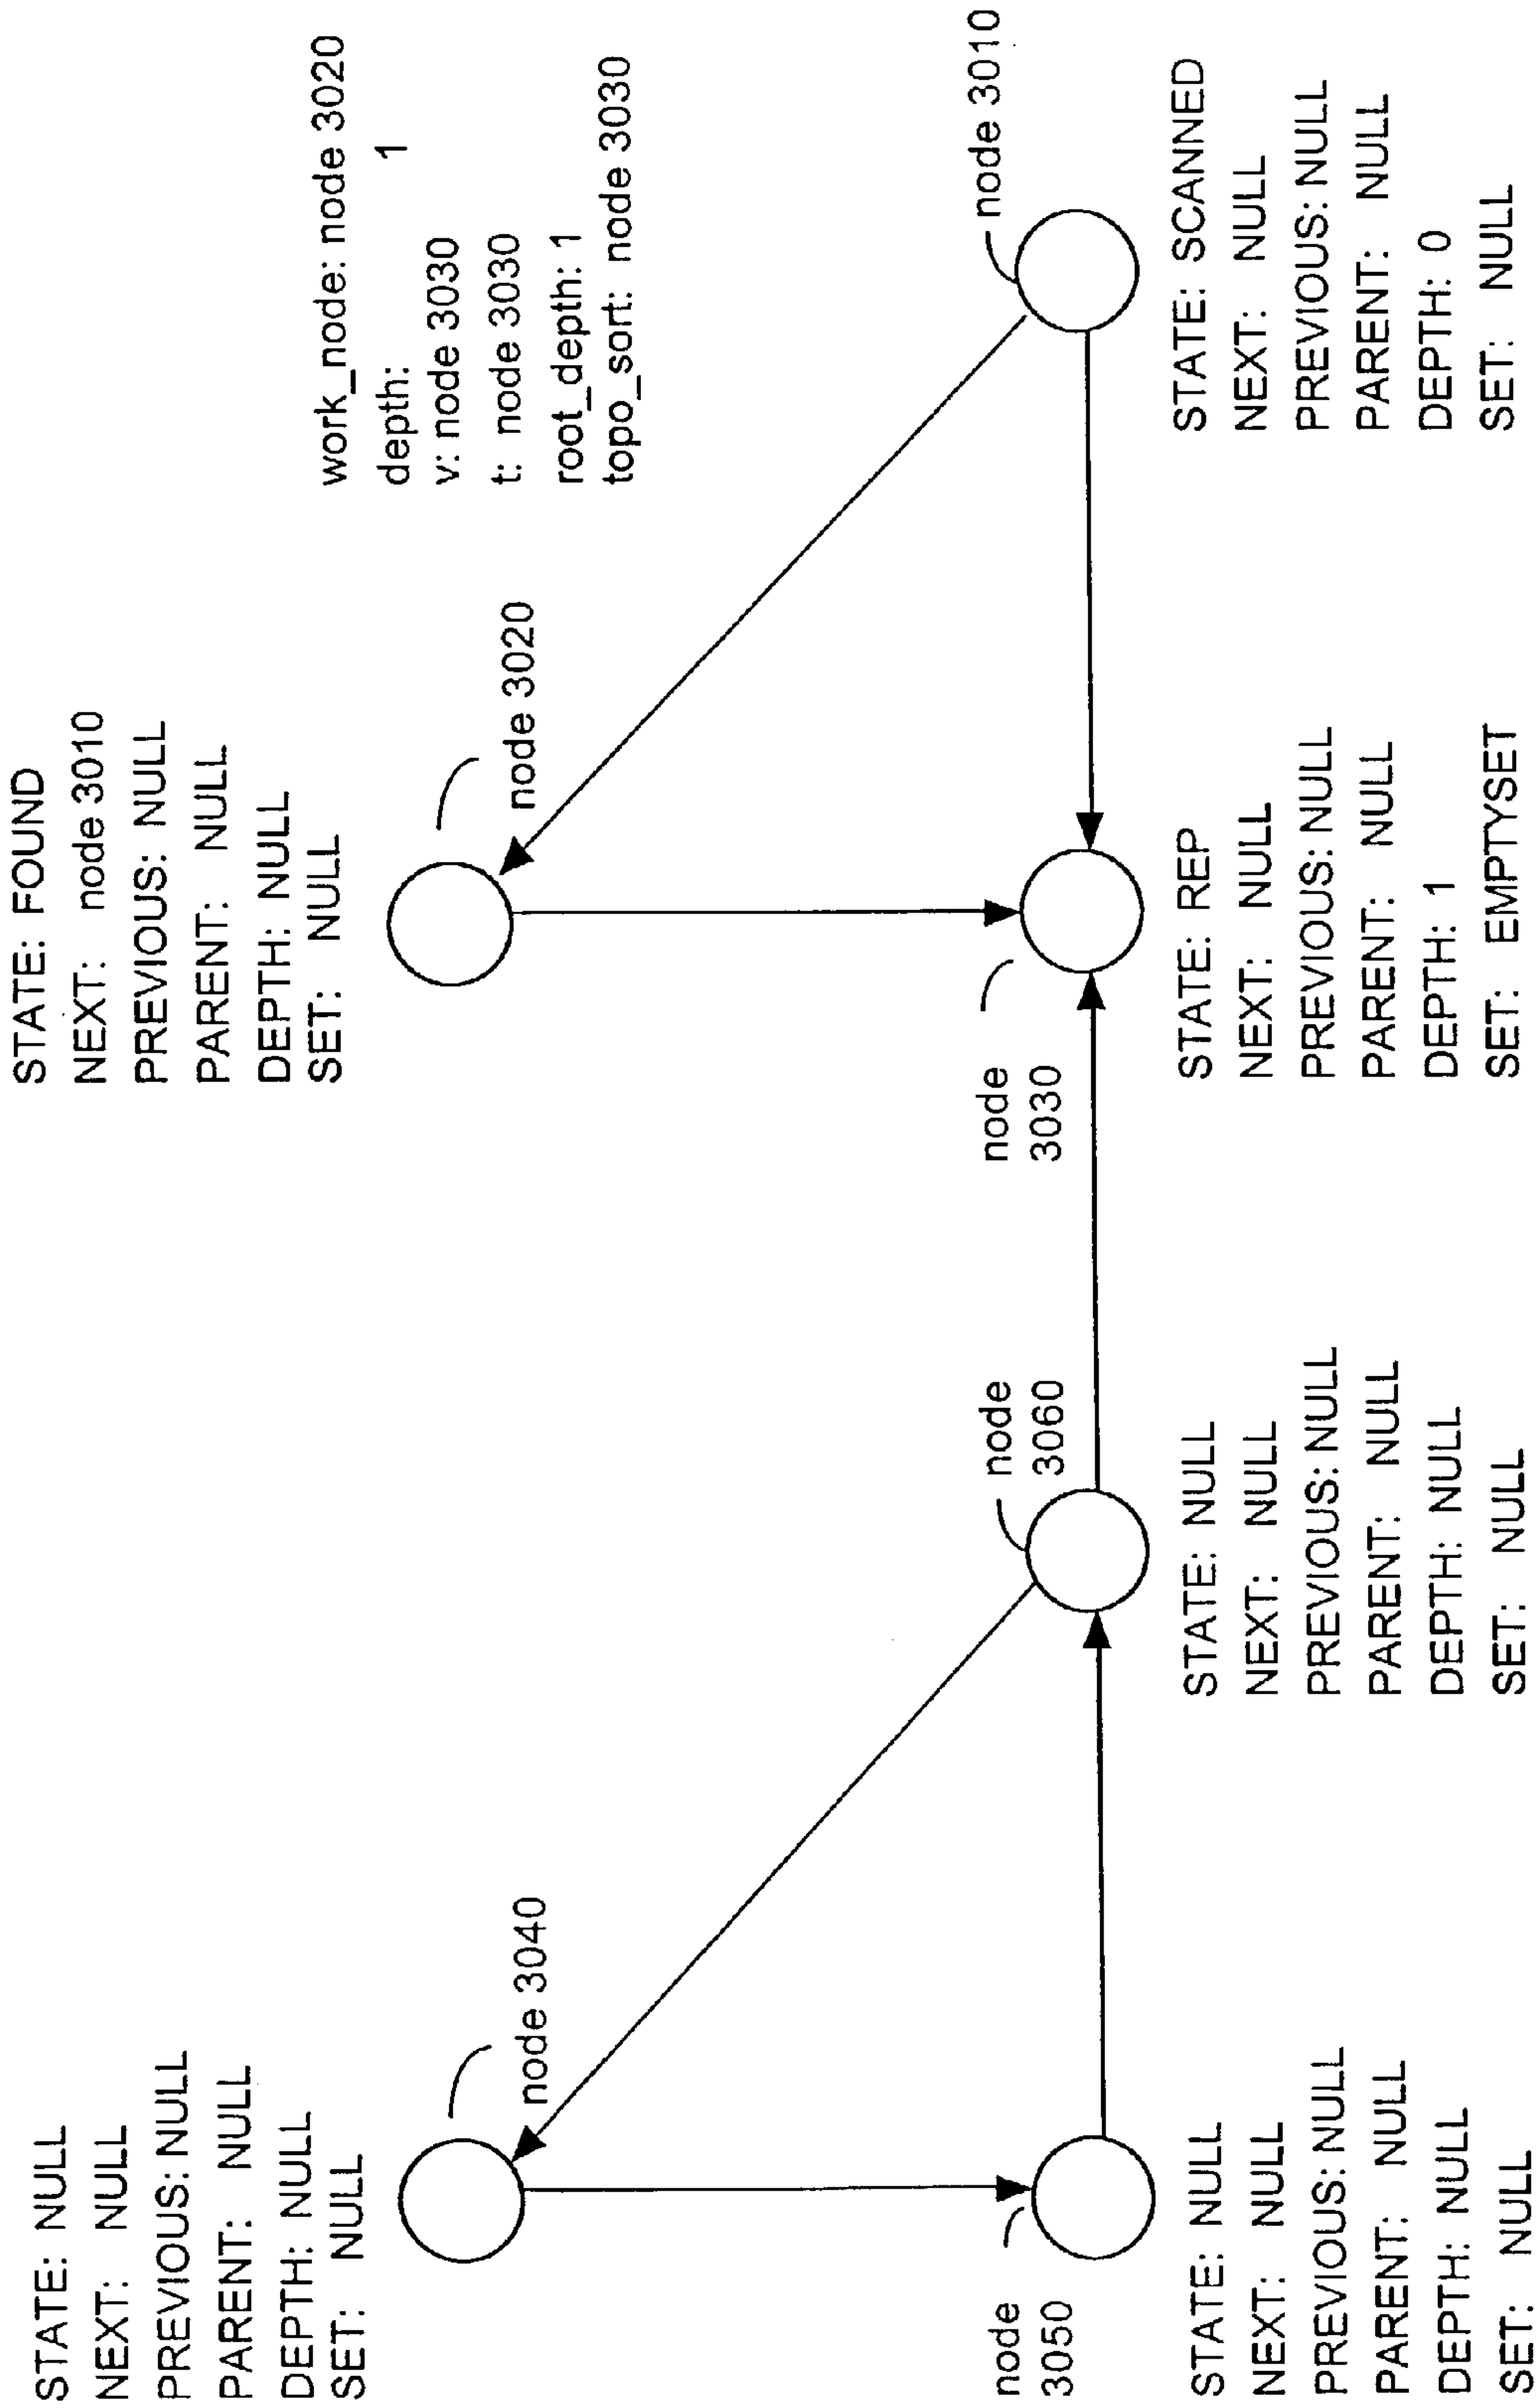 STATE: FOUND
NEXT: node 3010
PREVIOUS: NULL
PARENT: NULL
DEPTH: NULL
SET: NULL
node 3020
work_node: node 3020
depth: 1
v: node 3030
t: node 3030
root_depth: 1
topo_sort: node 3030
node 3010
STATE: SCANNED
NEXT: NULL
PREVIOUS: NULL
PARENT: NULL
DEPTH: 0
SET: NULL
node
3030
STATE: REP
NEXT: NULL
PREVIOUS: NULL
PARENT: NULL
DEPTH: 1
SET: EMPTYSET
node
3060
STATE: NULL
NEXT: NULL
PREVIOUS: NULL
PARENT: NULL
DEPTH: NULL
SET: NULL
STATE: NULL
NEXT: NULL
PREVIOUS: NULL
PARENT: NULL
DEPTH: NULL
SET: NULL
node 3040
node
3050
STATE: NULL
NEXT: NULL
PREVIOUS: NULL
PARENT: NULL
DEPTH: NULL
SET: NULL